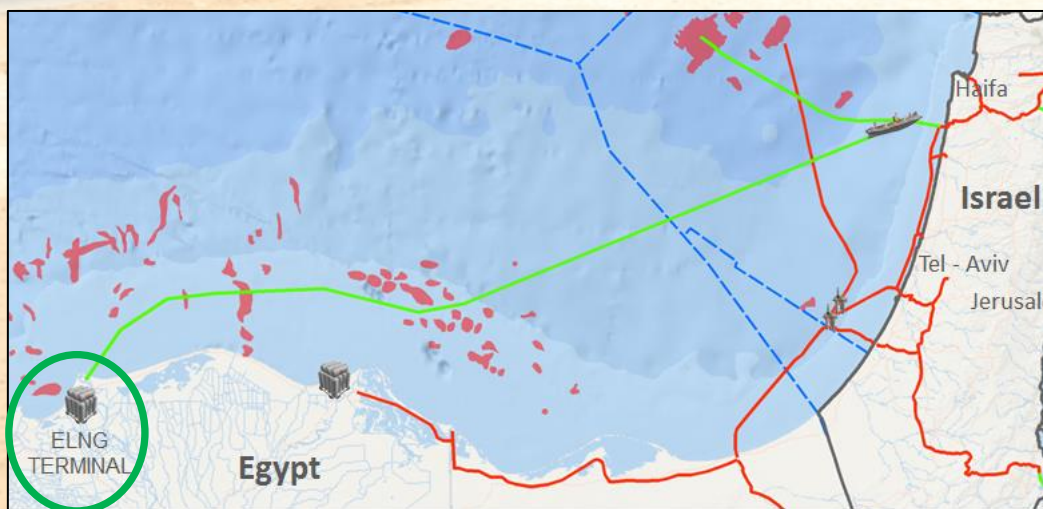 Haifa
Israel
Tel - Aviv
Jerusal
ELNG
TERMINAL
Egypt